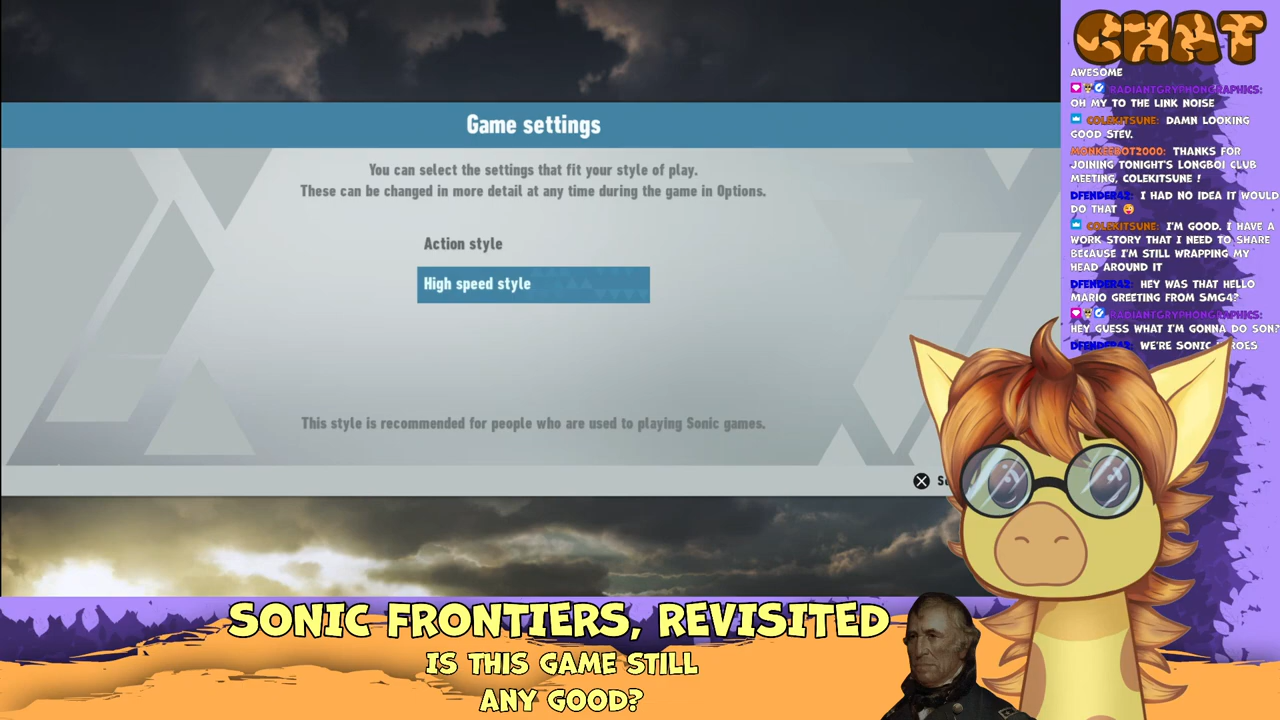 Game settings
You can select the settings that fit your style of play.
These can be changed in more detail at any time during the game in Options.
Action style
High speed style
This style is recommended for people who are used to playing Sonic games.
CHAT
AWESOME
RADIANTGRYPHONGRAPHICS:
OH MY TO THE LINK NOISE
COLEKITSUNE: DAMN LOOKING
GOOD STEV.
MONKEEBOT2000: THANKS FOR
JOINING TONIGHT'S LONGBOI CLUB
MEETING, COLEKITSUNE !
DFENDER42: I HAD NO IDEA IT WOULD
DO THAT
COLEKITSUNE: I'M GOOD. I HAVE A
WORK STORY THAT I NEED TO SHARE
BECAUSE I'M STILL WRAPPING MY
HEAD AROUND IT
DFENDER42: HEY WAS THAT HELLO
MARIO GREETING FROM SMG4?
RADIANTGRYPHONGRAPHICS:
HEY GUESS WHAT I'M GONNA DO SON?
DFENDER42: WE'RE SONIC
SONIC FRONTIERS, REVISITED
IS THIS GAME STILL
ANY GOOD?